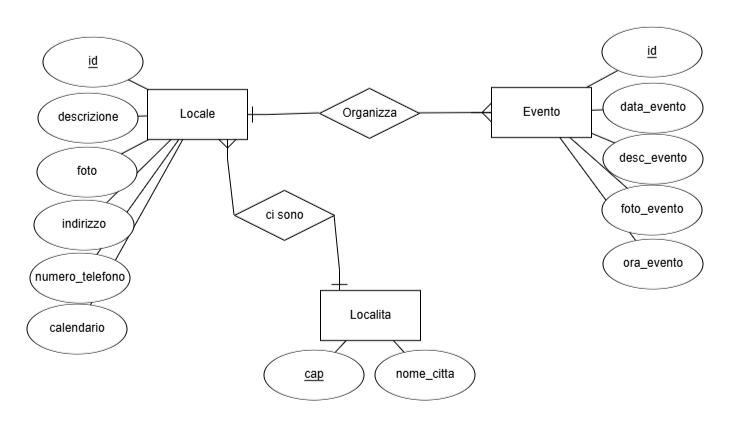 id
id
Locale
Organizza
Evento
descrizione
data_evento
desc_evento
foto
foto_evento
indirizzo
ci sono
ora_evento
numero_telefono
calendario
Localita
cap
nome_citta